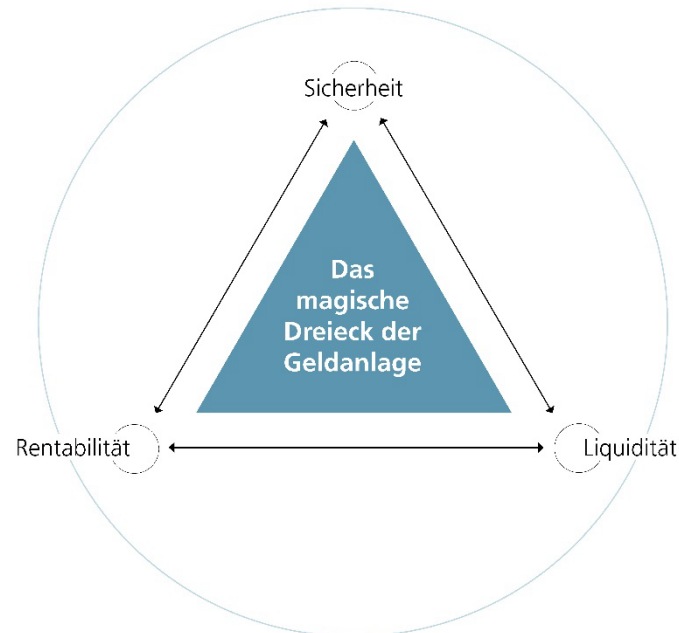 Sicherheit
Das
magische
Dreieck der
Geldanlage
Rentabilität
Liquidität